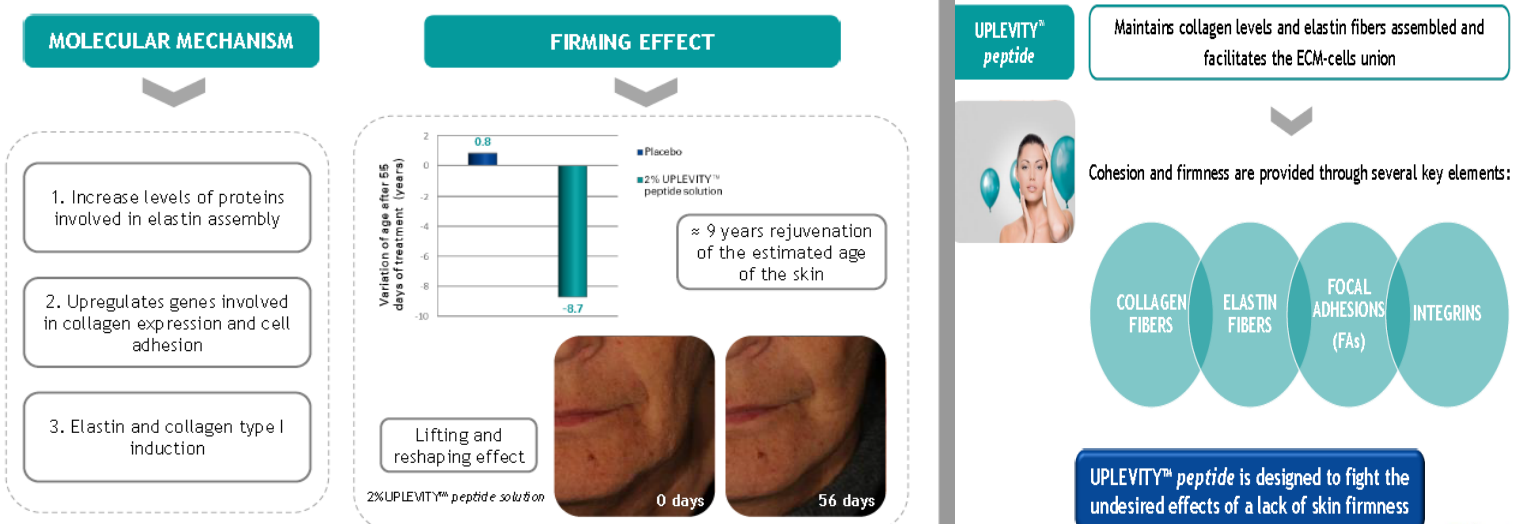 MOLECULAR MECHANISM
1. Increase levels of proteins
involved in elastin assembly
2. Upregulates genes involved
in collagen expression and cell
adhesion
3. Elastin and collagen type I
induction
FIRMING EFFECT
Variation of age after 56
days of treatment (years)
2
0
-2
-4
-6
-8
-10
0.8
-8.7
Placebo
2% UPLEVITY™
peptide solution
≈ 9 years rejuvenation
of the estimated age
of the skin
Lifting and
reshaping effect
2%UPLEVITY™ peptide solution
0 days
56 days
UPLEVITY™
peptide
Maintains collagen levels and elastin fibers assembled and
facilitates the ECM-cells union
Cohesion and firmness are provided through several key elements:
COLLAGEN
FIBERS
ELASTIN
FIBERS
FOCAL
ADHESIONS
(FAs)
INTEGRINS
UPLEVITY™ peptide is designed to fight the
undesired effects of a lack of skin firmness